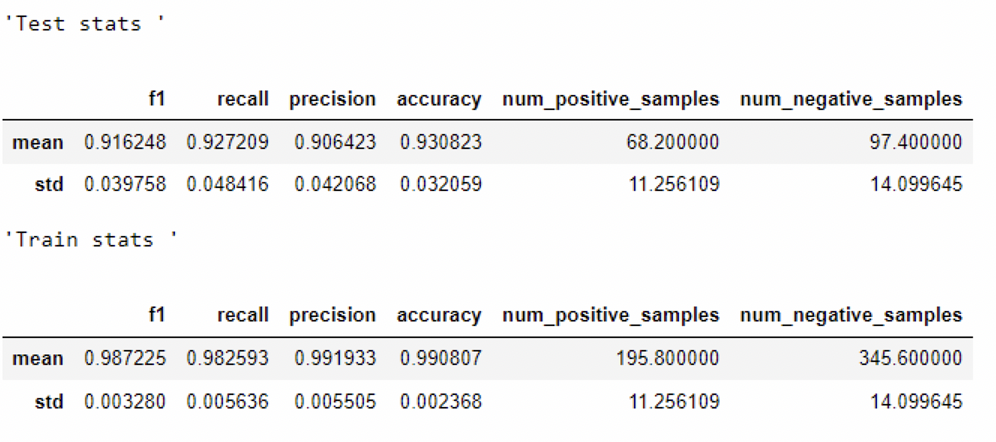 'Test stats '
f1 recall precision accuracy num_positive_samples num_negative_samples
mean 0.916248 0.927209 0.906423 0.930823 68.200000 97.400000
std 0.039758 0.048416 0.042068 0.032059 11.256109 14.099645
'Train stats '
f1 recall precision accuracy num_positive_samples num_negative_samples
mean 0.987225 0.982593 0.991933 0.990807 195.800000 345.600000
std 0.003280 0.005636 0.005505 0.002368 11.256109 14.099645